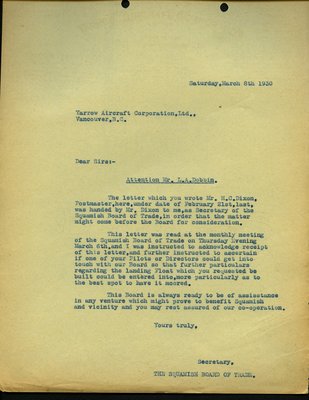 Saturday,March 8th 1930
Yarrow Aircraft Corporation,Ltd.,
Vancouver,B.C.
Dear Sirs:-
Attention Mr. L.A.Dobbin.
The letter which you wrote Mr. H.C.Dixon,
Postmaster,here,under date of February 21st,last,
was handed by Mr. Dixon to me,as Secretary of the
Squamish Board of Trade,in order that the matter
might come before the Board for consideration.
This letter was read at the monthly meeting
of the Squamish Board of Trade on Thursday Evening
March 6th,and I was instructed to acknowledge receipt
of this letter,and further instructed to ascertain
if one of your Pilots or Directors could get into
touch with our Board so that further particulars
regarding the landing Float which you requested be
built could be entered into,more particularly as to
the best spot to have it moored.
This Board is always ready to be of assistance
in any venture which might prove to benefit Squamish
and vicinity and you may rest assured of our co-operation.
Yours truly,
Secretary.
THE SQUAMISH BOARD OF TRADE.